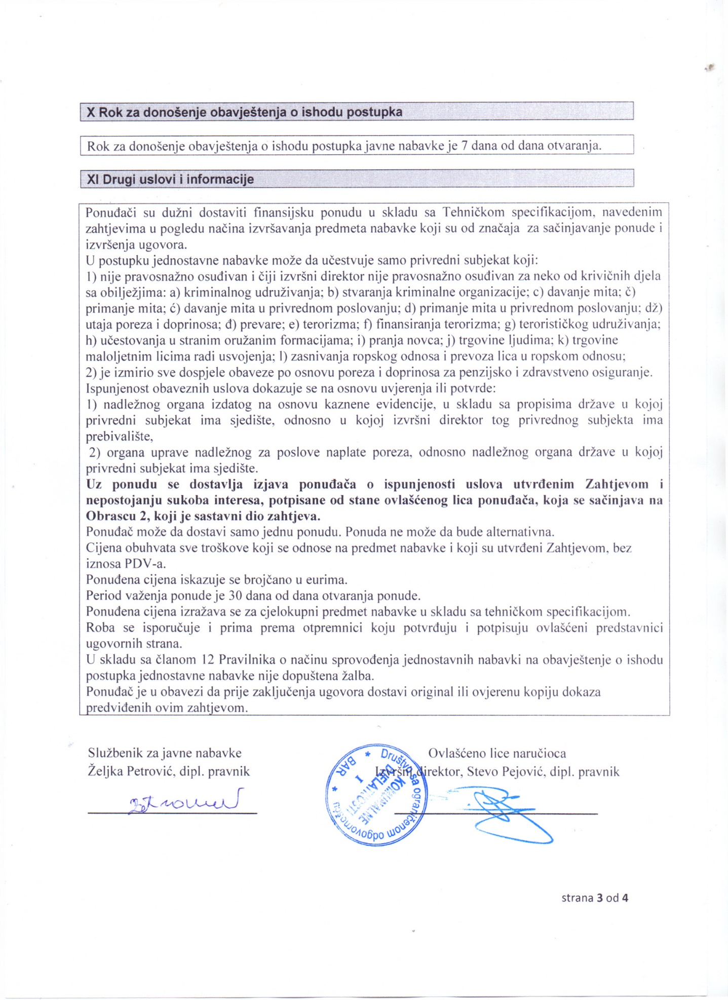 X Rok za donošenje obavještenja o ishodu postupka
Rok za donošenje obavještenja o ishodu postupka javne nabavke je 7 dana od dana otvaranja.
XI Drugi uslovi i informacije
Ponuđači su dužni dostaviti finansijsku ponudu u skladu sa Tehničkom specifikacijom, navedenim
zahtjevima u pogledu načina izvršavanja predmeta nabavke koji su od značaja za sačinjavanje ponude i
izvršenja ugovora.
U postupku jednostavne nabavke može da učestvuje samo privredni subjekat koji:
1) nije pravosnažno osuđivan i čiji izvršni direktor nije pravosnažno osuđivan za neko od krivičnih djela
sa obilježjima: a) kriminalnog udruživanja; b) stvaranja kriminalne organizacije; c) davanje mita; č)
primanje mita; ć) davanje mita u privrednom poslovanju; d) primanje mita u privrednom poslovanju; dž)
utaja poreza i doprinosa; đ) prevare; e) terorizma; f) finansiranja terorizma; g) terorističkog udruživanja;
h) učestovanja u stranim oružanim formacijama; i) pranja novca; j) trgovine ljudima; k) trgovine
maloljetnim licima radi usvojenja; l) zasnivanja ropskog odnosa i prevoza lica u ropskom odnosu;
2) je izmirio sve dospjele obaveze po osnovu poreza i doprinosa za penzijsko i zdravstveno osiguranje.
Ispunjenost obaveznih uslova dokazuje se na osnovu uvjerenja ili potvrde:
1) nadležnog organa izdatog na osnovu kaznene evidencije, u skladu sa propisima države u kojoj
privredni subjekat ima sjedište, odnosno u kojoj izvršni direktor tog privrednog subjekta ima
prebivalište,
2) organa uprave nadležnog za poslove naplate poreza, odnosno nadležnog organa države u kojoj
privredni subjekat ima sjedište.
Uz ponudu se dostavlja izjava ponuđača o ispunjenosti uslova utvrđenim Zahtjevom i
nepostojanju sukoba interesa, potpisane od stane ovlašćenog lica ponuđača, koja se sačinjava na
Obrascu 2, koji je sastavni dio zahtjeva.
Ponuđač može da dostavi samo jednu ponudu. Ponuda ne može da bude alternativna.
Cijena obuhvata sve troškove koji se odnose na predmet nabavke i koji su utvrđeni Zahtjevom, bez
iznosa PDV-a.
Ponuđena cijena iskazuje se brojčano u eurima.
Period važenja ponude je 30 dana od dana otvaranja ponude.
Ponuđena cijena izražava se za cjelokupni predmet nabavke u skladu sa tehničkom specifikacijom.
Roba se isporučuje i prima prema otpremnici koju potvrđuju i potpisuju ovlašćeni predstavnici
ugovornih strana.
U skladu sa članom 12 Pravilnika o načinu sprovođenja jednostavnih nabavki na obavještenje o ishodu
postupka jednostavne nabavke nije dopuštena žalba.
Ponuđač je u obavezi da prije zaključenja ugovora dostavi original ili ovjerenu kopiju dokaza
predviđenih ovim zahtjevom.
Službenik za javne nabavke
Željka Petrović, dipl. pravnik
Ovlašćeno lice naručioca
Izvršni direktor, Stevo Pejović, dipl. pravnik
Društvo sa ograničenom odgovornošću * BAR *
KOMUNALNE
DJELATNOSTI
I
strana 3 od 4